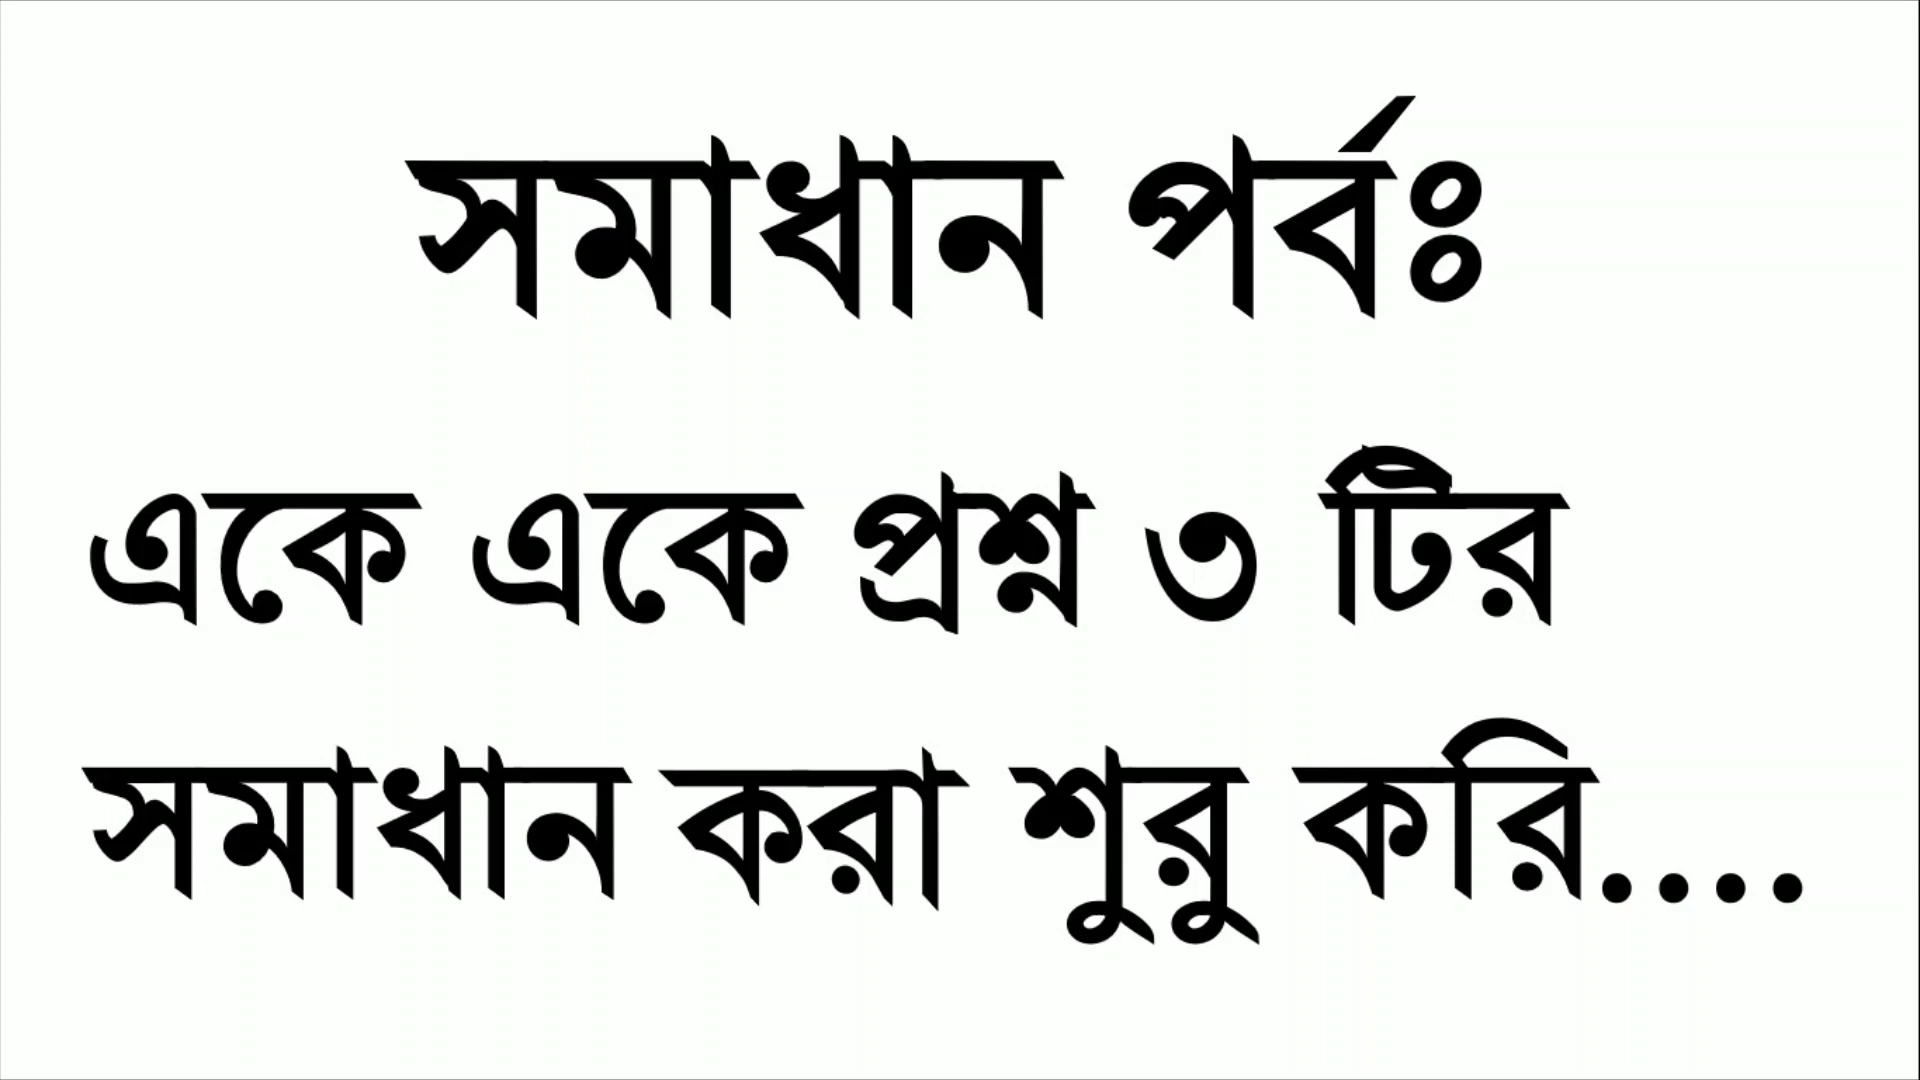 সমাধান পর্বঃ
একে একে প্রশ্ন ৩ টির
সমাধান করা শুরু করি....